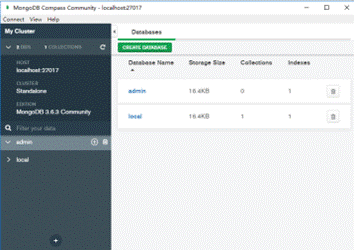 MongoDB Compass Community - localhost:27017
Connect View Help
My Cluster
2 DBS 1 COLLECTIONS
HOST
localhost:27017
CLUSTER
Standalone
EDITION
MongoDB 3.6.3 Community
Filter your data
admin
local
Databases
CREATE DATABASE
Database Name Storage Size Collections Indexes
admin 16.4KB 0 1
local 16.4KB 1 1